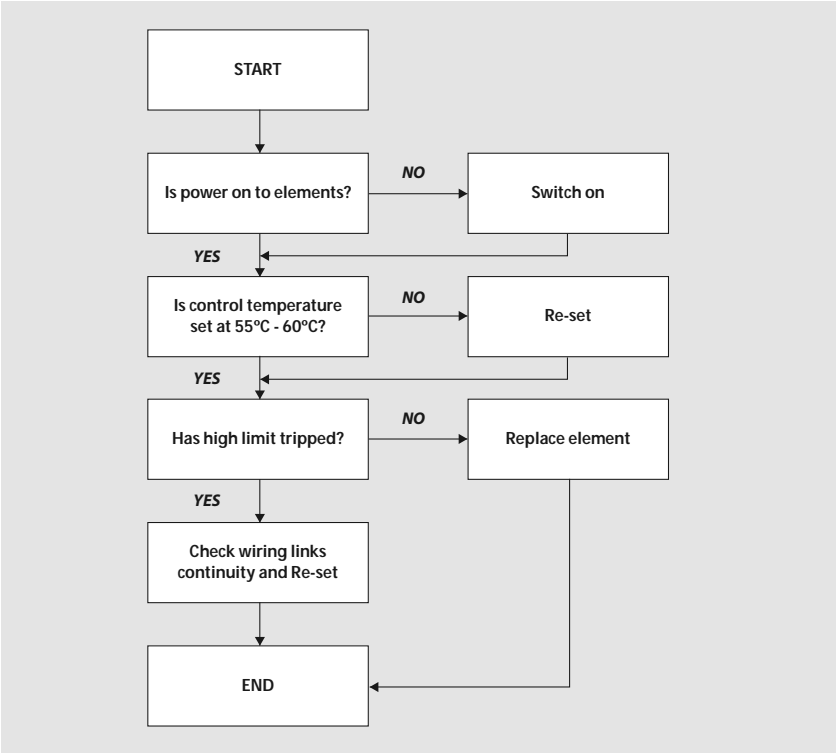 START
Is power on to elements?
NO
Switch on
YES
Is control temperature
set at 55ºC - 60ºC?
NO
Re-set
YES
Has high limit tripped?
NO
Replace element
YES
Check wiring links
continuity and Re-set
END